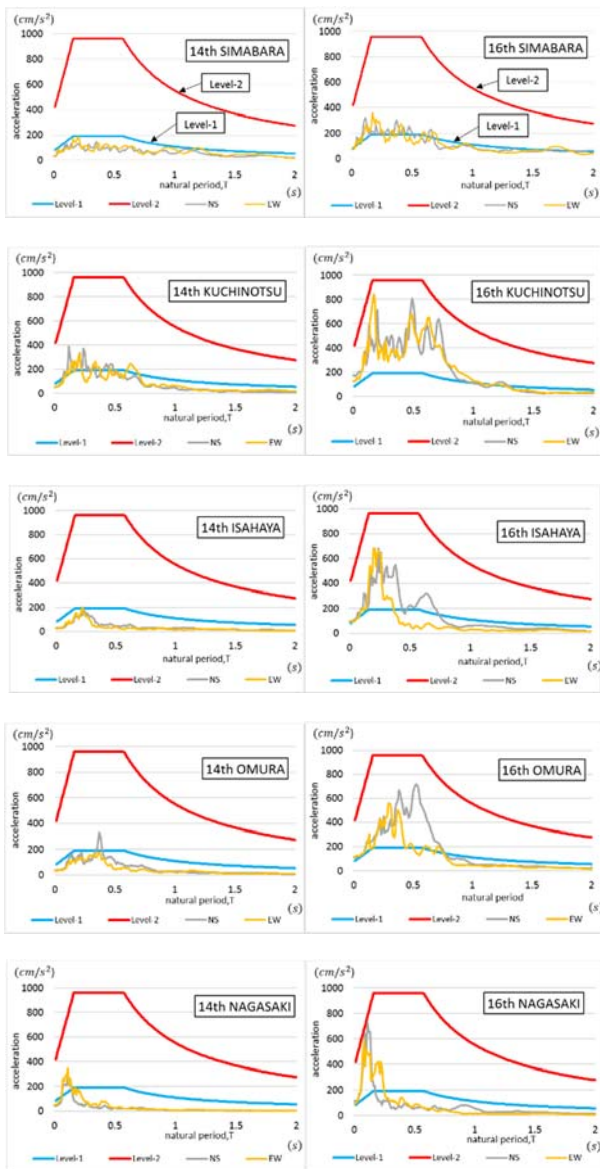 (cm/s²)
1000
800
600
400
200
0
acceleration
14th SIMABARA
Level-2
Level-1
0 0.5 1 1.5 2
natural period,T
(s)
Level-1 Level-2 NS EW
1000
800
600
400
200
0
acceleration
16th SIMABARA
Level-2
Level-1
0 0.5 1 1.5 2
natural period,T
(s)
Level-1 Level-2 NS EW
(cm/s²)
1000
800
600
400
200
0
acceleration
14th KUCHINOTSU
0 0.5 1 1.5 2
natural period,T
(s)
Level-1 Level-2 NS EW
(cm/s²)
1000
800
600
400
200
0
acceleration
16th KUCHINOTSU
0 0.5 1 1.5 2
natural period,T
(s)
Level-1 Level-2 NS EW
(cm/s²)
1000
800
600
400
200
0
acceleration
14th ISAHAYA
0 0.5 1 1.5 2
natural period,T
(s)
Level-1 Level-2 NS EW
(cm/s²)
1000
800
600
400
200
0
acceleration
16th ISAHAYA
0 0.5 1 1.5 2
natuiral period,T
(s)
Level-1 Level-2 NS EW
(cm/s²)
1000
800
600
400
200
0
acceleration
14th OMURA
0 0.5 1 1.5 2
natural period,T
(s)
Level-1 Level-2 NS EW
(cm/s²)
1000
800
600
400
200
0
acceleration
16th OMURA
0 0.5 1 1.5 2
natural period
(s)
Level-1 Level-2 NS EW
(cm/s²)
1000
800
600
400
200
0
acceleration
14th NAGASAKI
0 0.5 1 1.5 2
natural period,T
(s)
Level-1 Level-2 NS EW
(cm/s²)
1000
800
600
400
200
0
acceleration
16th NAGASAKI
0 0.5 1 1.5 2
natural period,T
(s)
Level-1 Level-2 NS EW